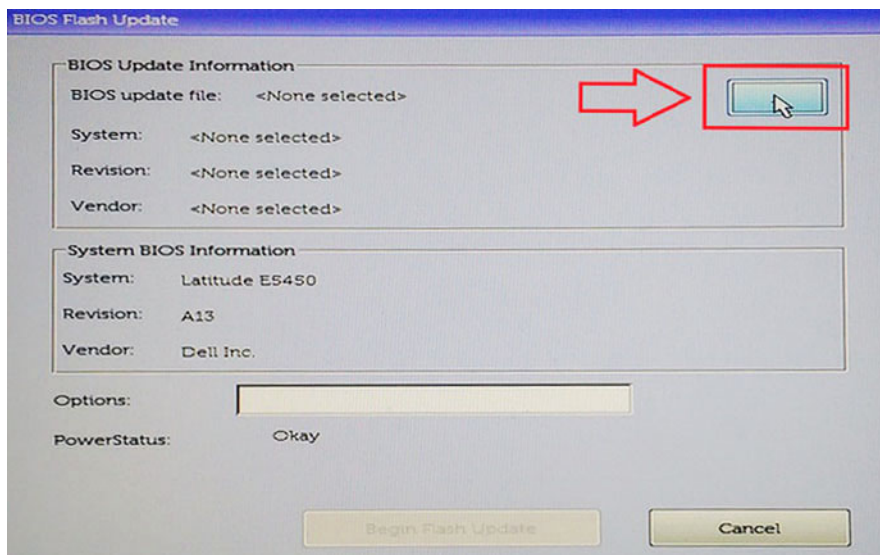 BIOS Flash Update
BIOS Update Information
BIOS update file: <None selected>
System: <None selected>
Revision: <None selected>
Vendor: <None selected>
System BIOS Information
System: Latitude E5450
Revision: A13
Vendor: Dell Inc.
Options:
PowerStatus: Okay
Begin Flash Update
Cancel